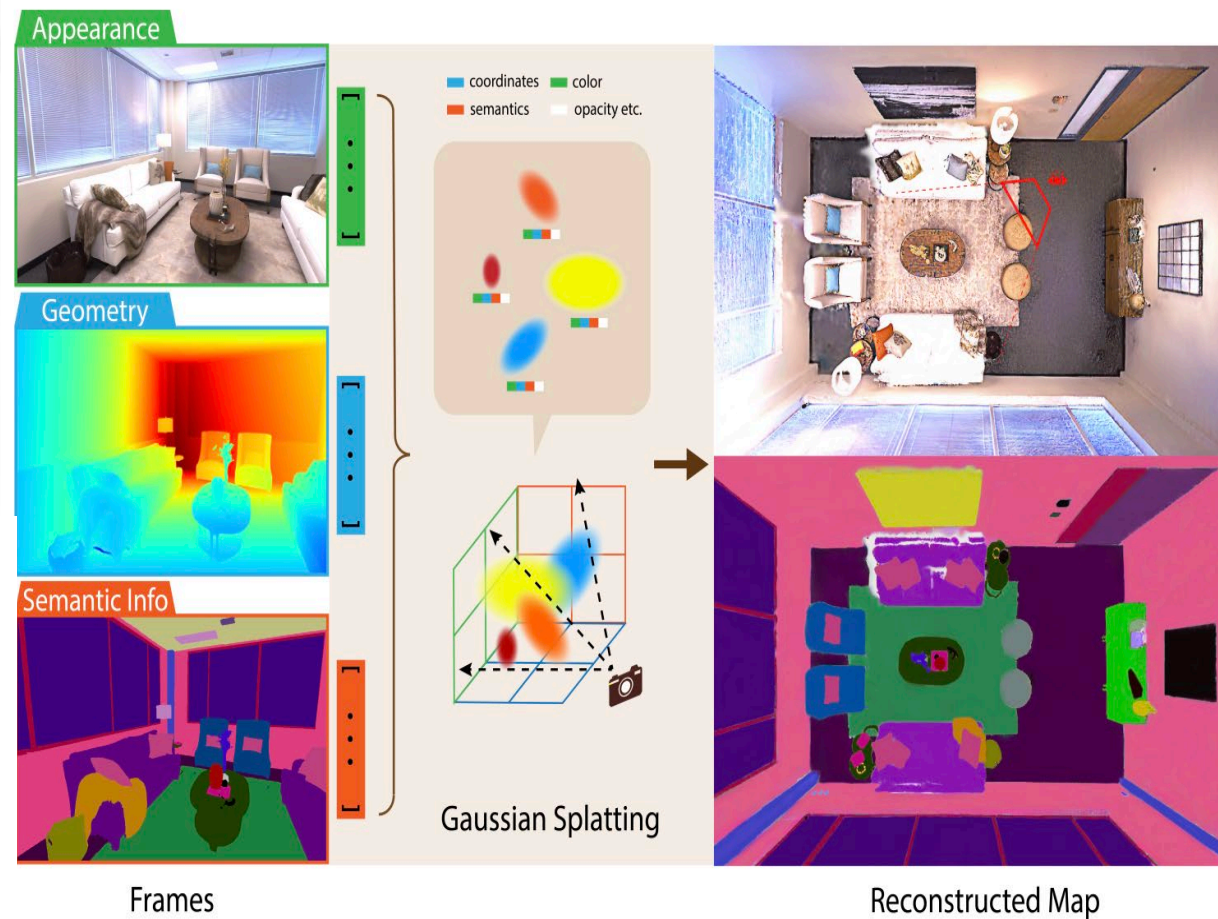 Appearance
Geometry
Semantic Info
coordinates color
semantics opacity etc.
Gaussian Splatting
Frames
Reconstructed Map